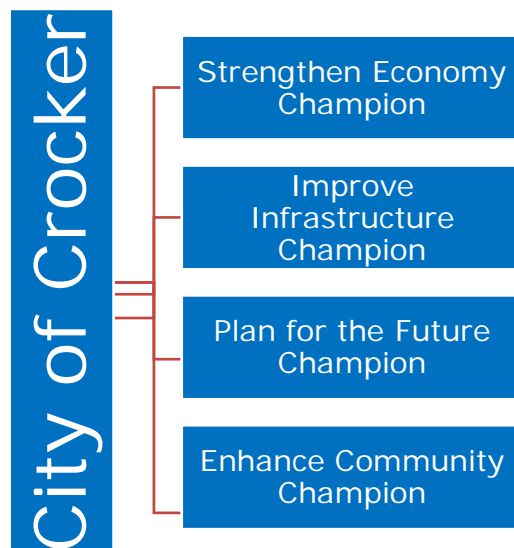 City of Crocker
Strengthen Economy
Champion
Improve
Infrastructure
Champion
Plan for the Future
Champion
Enhance Community
Champion